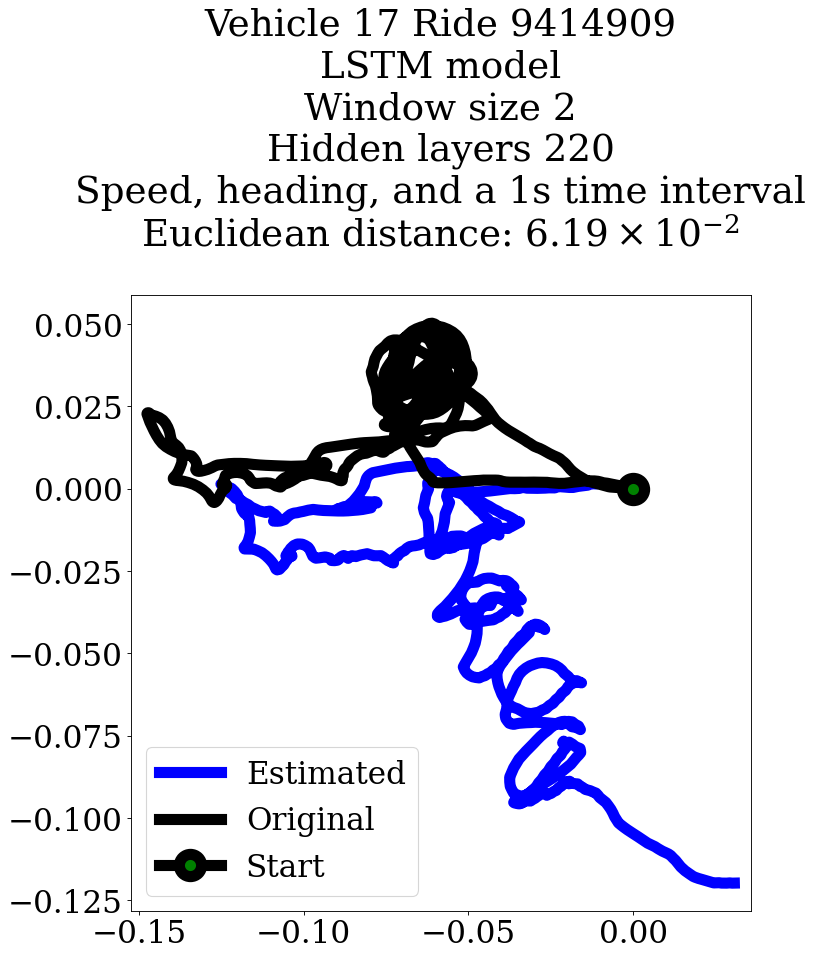 Vehicle 17 Ride 9414909
LSTM model
Window size 2
Hidden layers 220
Speed, heading, and a 1s time interval
Euclidean distance: 6.19 × 10⁻²
0.050
0.025
0.000
−0.025
−0.050
−0.075
−0.100
−0.125
Estimated
Original
Start
−0.15 −0.10 −0.05 0.00